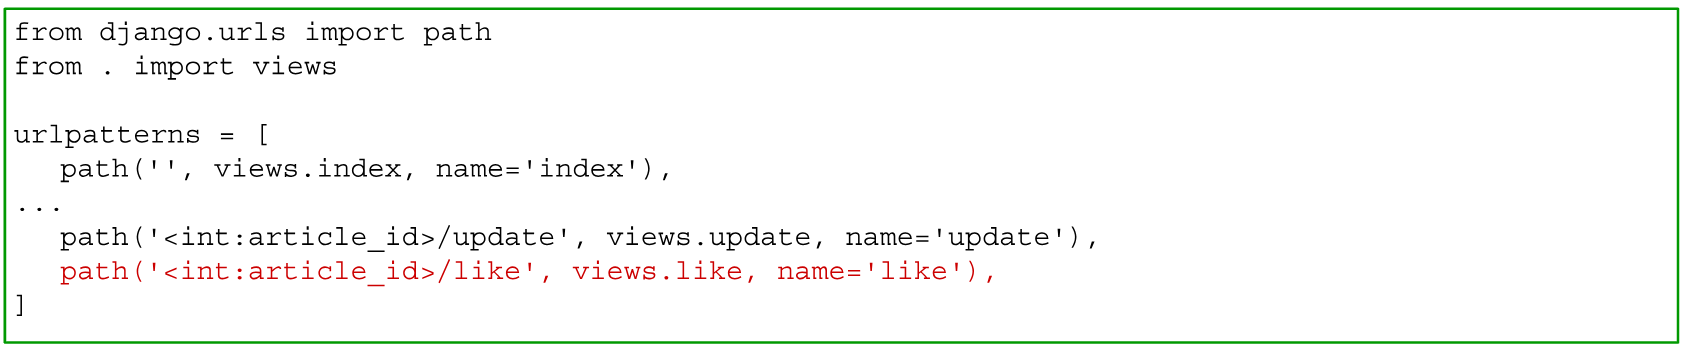 from django.urls import path
from . import views

urlpatterns = [
   path('', views.index, name='index'),
...
   path('<int:article_id>/update', views.update, name='update'),
   path('<int:article_id>/like', views.like, name='like'),
]